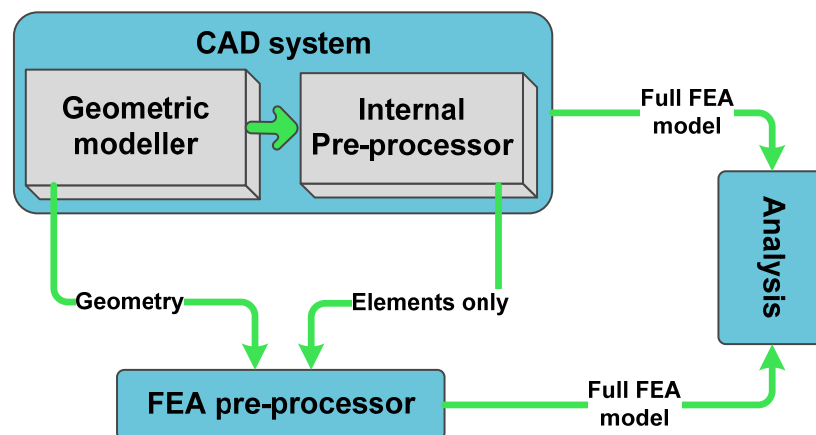 CAD system
Geometric
modeller
Internal
Pre-processor
Full FEA
model
Analysis
Geometry
Elements only
FEA pre-processor
Full FEA
model